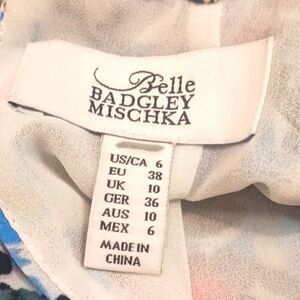 Belle
BADGLEY
MISCHKA
US/CA 6
EU 38
UK 10
GER 36
AUS 10
MEX 6
MADE IN
CHINA